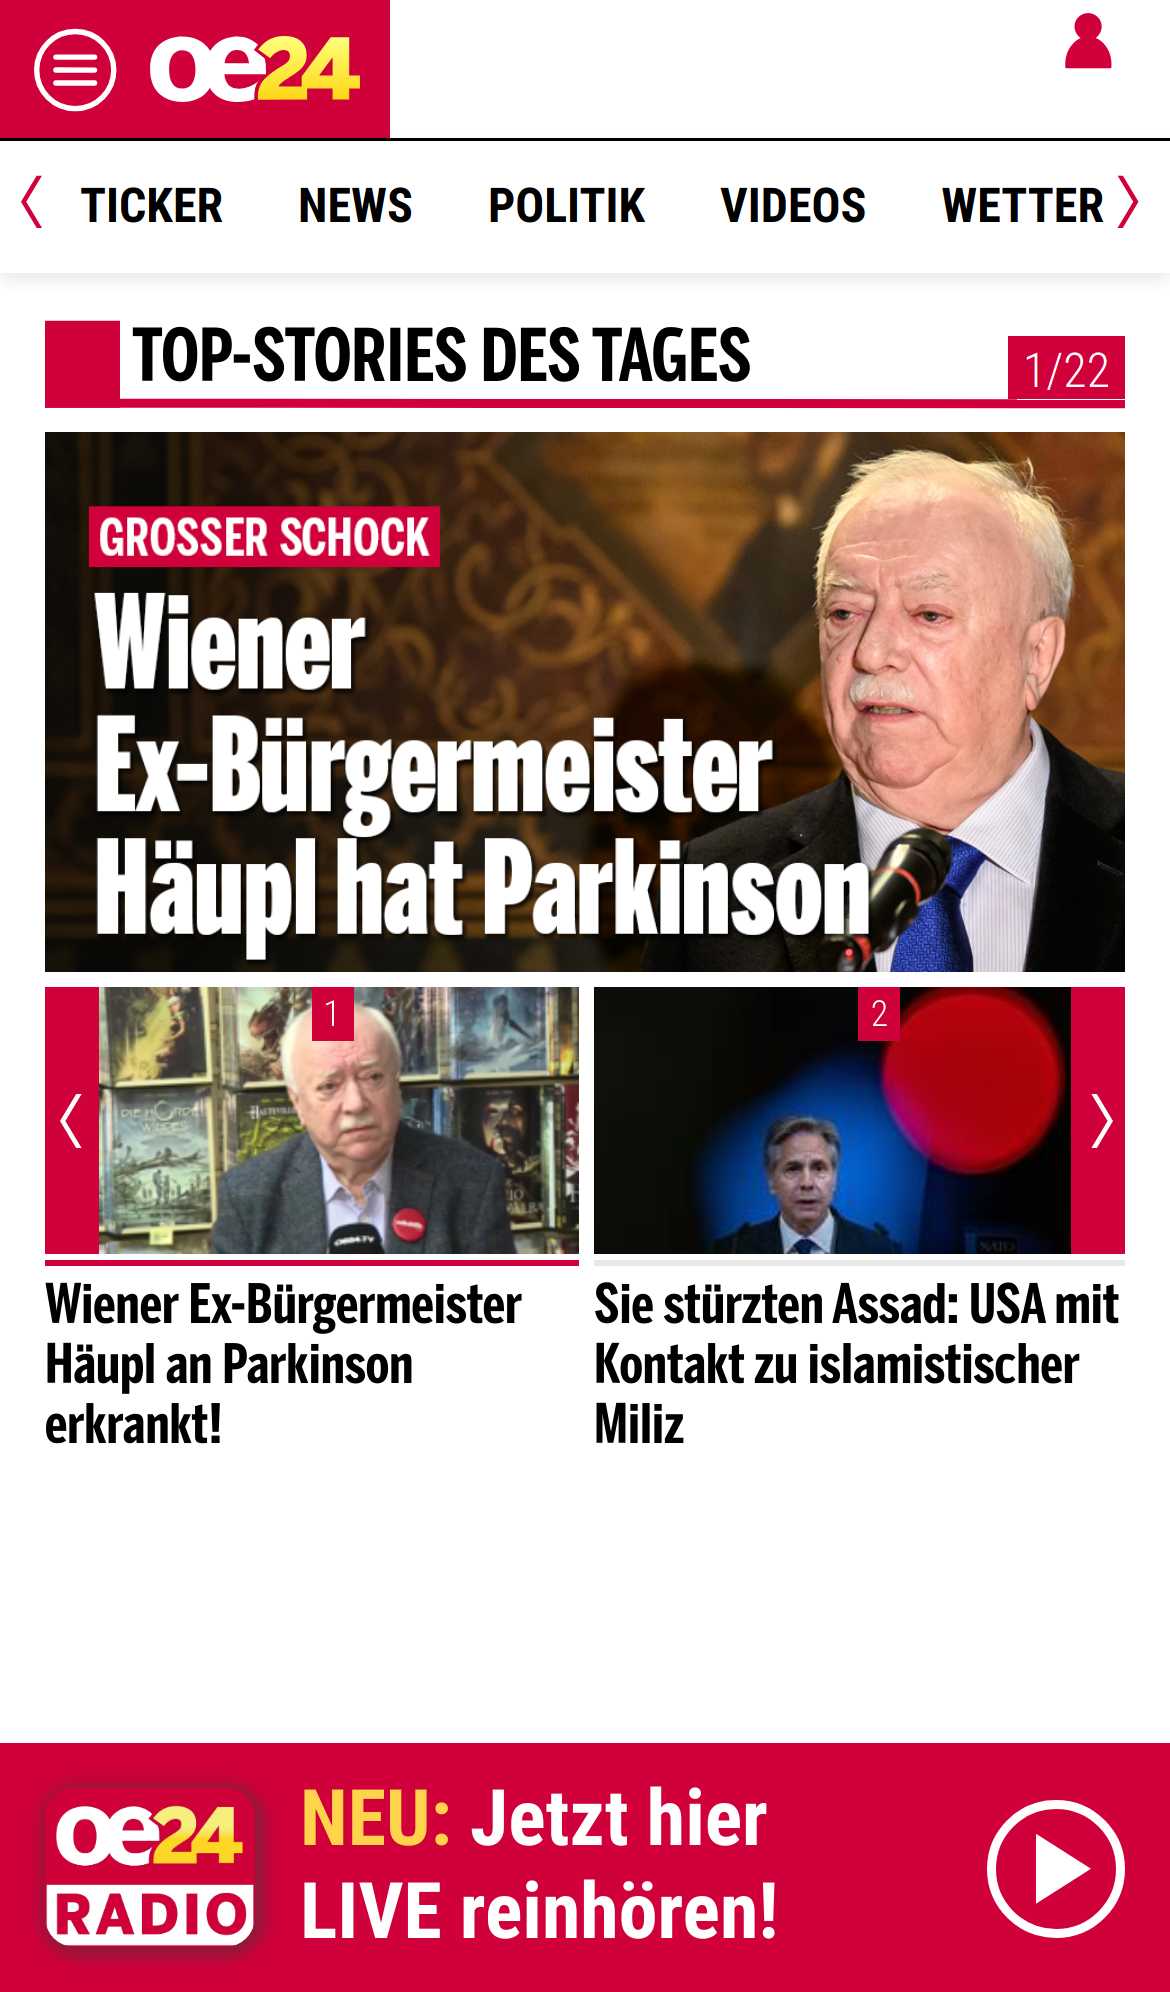 oe24
TICKER NEWS POLITIK VIDEOS WETTER
TOP-STORIES DES TAGES
1/22
GROSSER SCHOCK
Wiener
Ex-Bürgermeister
Häupl hat Parkinson
1
2
NATO
Wiener Ex-Bürgermeister
Häupl an Parkinson
erkrankt!
Sie stürzten Assad: USA mit
Kontakt zu islamistischer
Miliz
oe24
RADIO
NEU: Jetzt hier
LIVE reinhören!